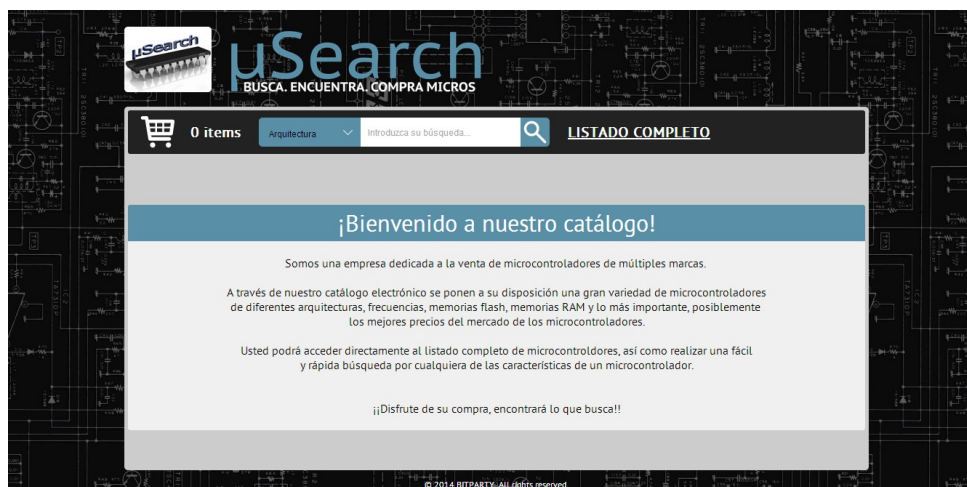 µSearch
µSearch
BUSCA. ENCUENTRA. COMPRA MICROS
0 items
Arquitectura
Introduzca su búsqueda...
LISTADO COMPLETO
¡Bienvenido a nuestro catálogo!
Somos una empresa dedicada a la venta de microcontroladores de múltiples marcas.
A través de nuestro catálogo electrónico se ponen a su disposición una gran variedad de microcontroladores
de diferentes arquitecturas, frecuencias, memorias flash, memorias RAM y lo más importante, posiblemente
los mejores precios del mercado de los microcontroladores.
Usted podrá acceder directamente al listado completo de microcontroldores, así como realizar una fácil
y rápida búsqueda por cualquiera de las características de un microcontrolador.
¡¡Disfrute de su compra, encontrará lo que busca!!
© 2014 BITPARTY. All rights reserved